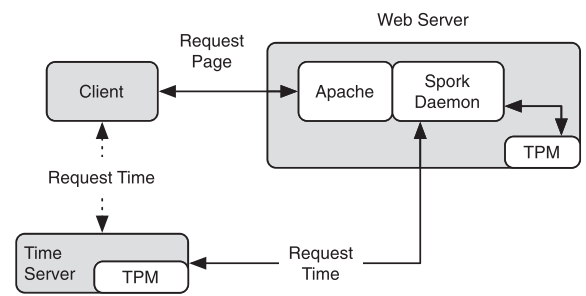 Web Server
Request
Page
Client
Apache
Spork
Daemon
TPM
Request Time
Time
Server
TPM
Request
Time